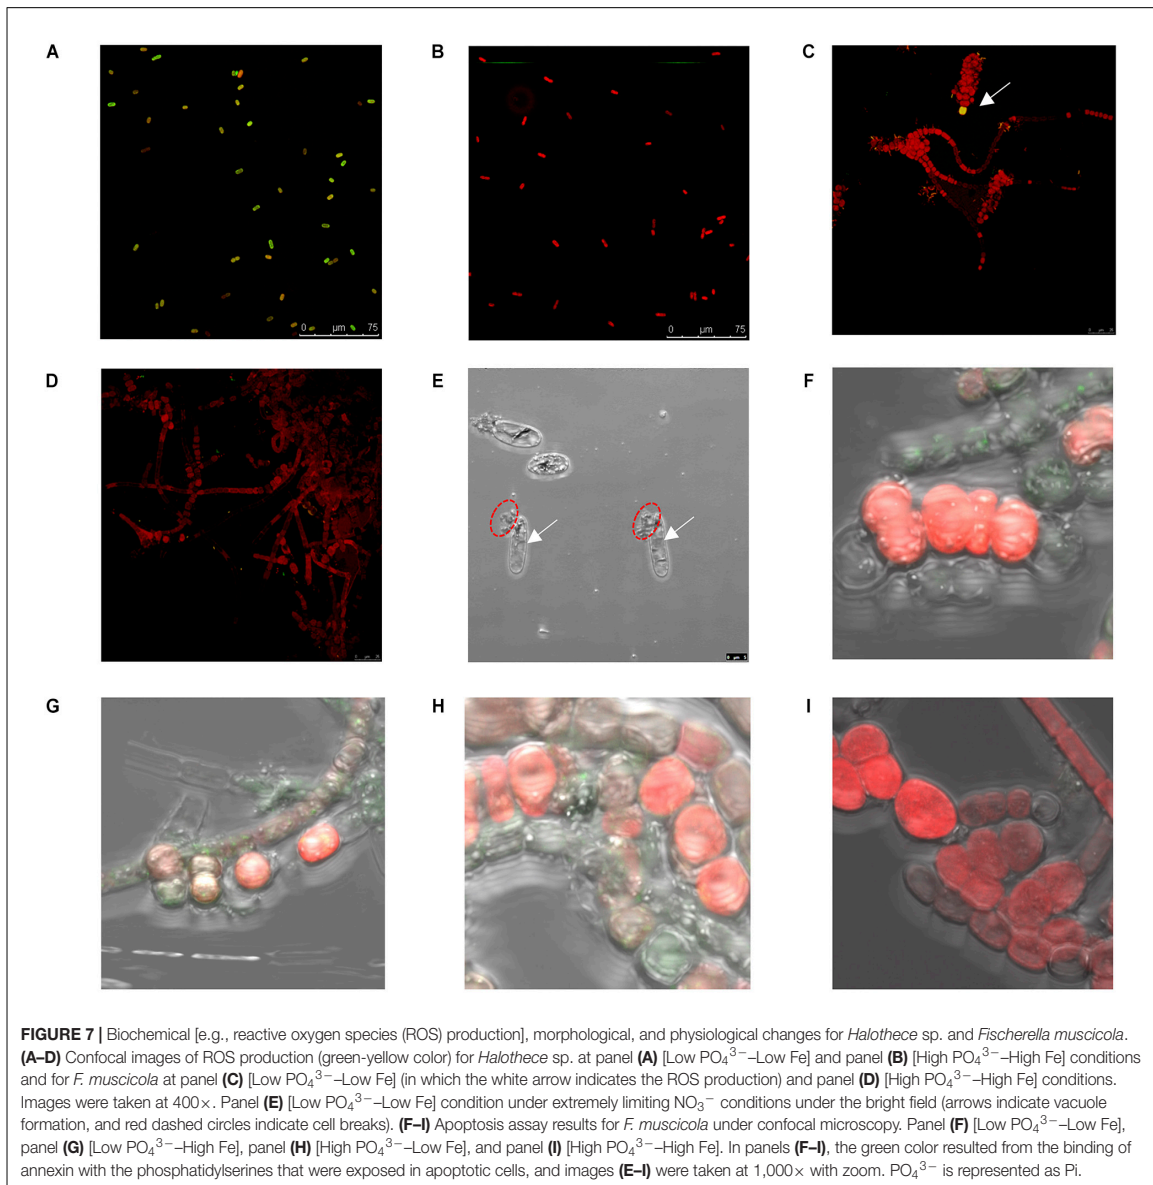 A
B
C
0 µm 75
0 µm 75
D
E
F
0 µm 5
G
H
I
FIGURE 7 | Biochemical [e.g., reactive oxygen species (ROS) production], morphological, and physiological changes for Halothece sp. and Fischerella muscicola.
(A–D) Confocal images of ROS production (green-yellow color) for Halothece sp. at panel (A) [Low PO₄³⁻–Low Fe] and panel (B) [High PO₄³⁻–High Fe] conditions
and for F. muscicola at panel (C) [Low PO₄³⁻–Low Fe] (in which the white arrow indicates the ROS production) and panel (D) [High PO₄³⁻–High Fe] conditions.
Images were taken at 400×. Panel (E) [Low PO₄³⁻–Low Fe] condition under extremely limiting NO₃⁻ conditions under the bright field (arrows indicate vacuole
formation, and red dashed circles indicate cell breaks). (F–I) Apoptosis assay results for F. muscicola under confocal microscopy. Panel (F) [Low PO₄³⁻–Low Fe],
panel (G) [Low PO₄³⁻–High Fe], panel (H) [High PO₄³⁻–Low Fe], and panel (I) [High PO₄³⁻–High Fe]. In panels (F–I), the green color resulted from the binding of
annexin with the phosphatidylserines that were exposed in apoptotic cells, and images (E–I) were taken at 1,000× with zoom. PO₄³⁻ is represented as Pi.